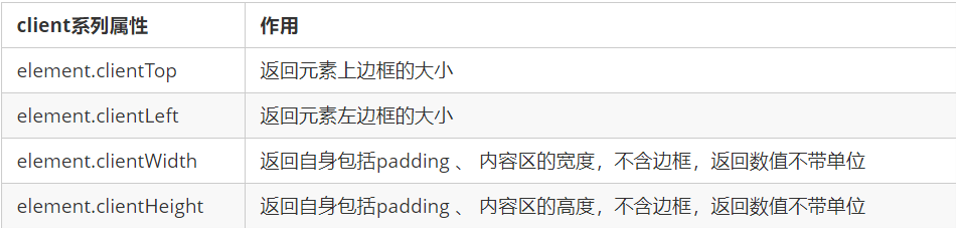 client系列属性 作用
element.clientTop 返回元素上边框的大小
element.clientLeft 返回元素左边框的大小
element.clientWidth 返回自身包括padding 、 内容区的宽度，不含边框，返回数值不带单位
element.clientHeight 返回自身包括padding 、 内容区的高度，不含边框，返回数值不带单位